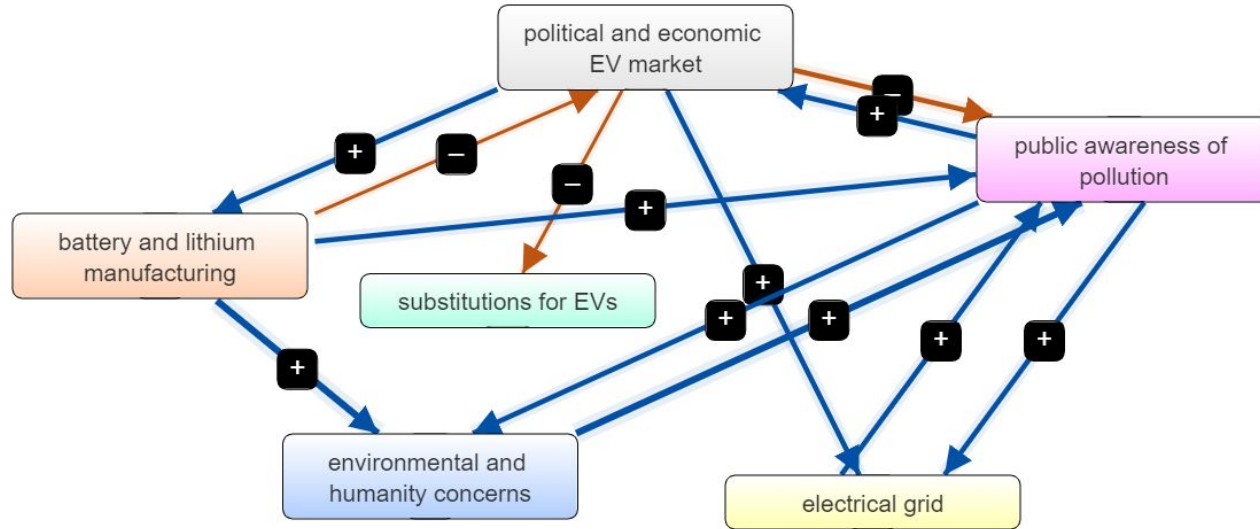 political and economic
EV market
−
+
public awareness of
pollution
+
−
−
+
battery and lithium
manufacturing
+
substitutions for EVs
+
+
+
+
+
environmental and
humanity concerns
electrical grid